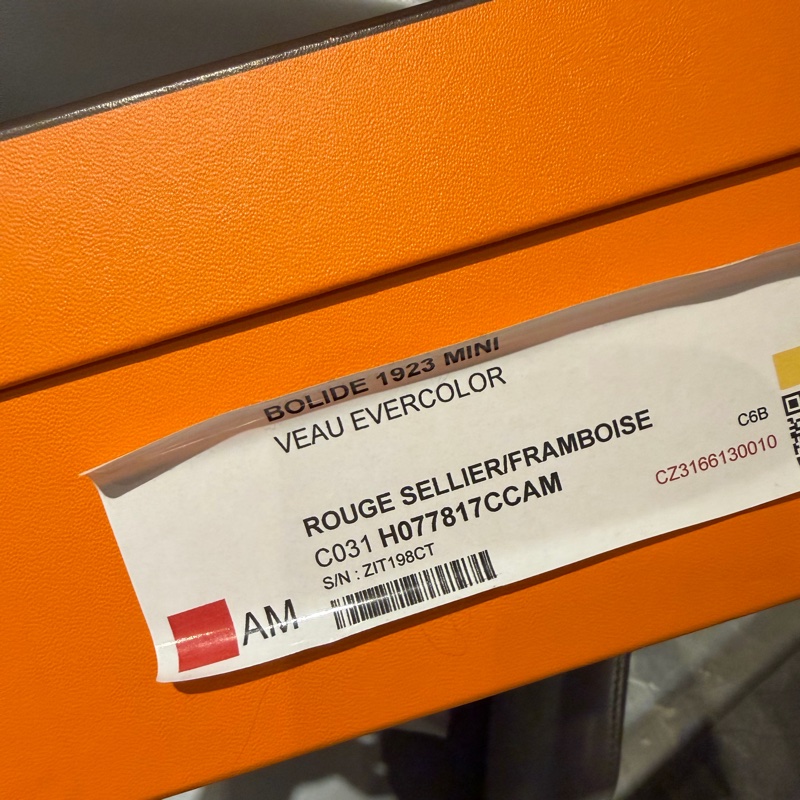 BOLIDE 1923 MINI
VEAU EVERCOLOR
ROUGE SELLIER/FRAMBOISE
C6B
C031 H077817CCAM
CZ3166130010
S/N : ZIT198CT
AM